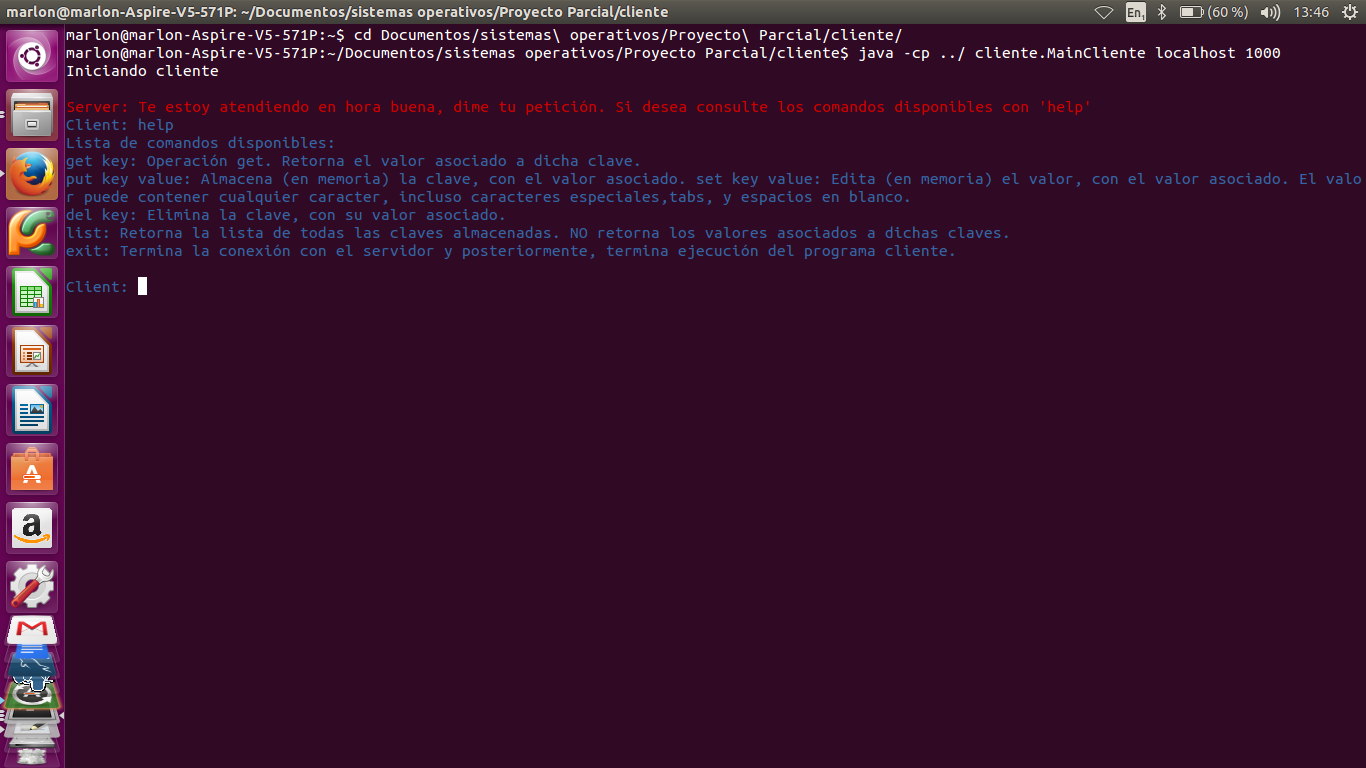 marlon@marlon-Aspire-V5-571P: ~/Documentos/sistemas operativos/Proyecto Parcial/cliente
En1
(60 %)
13:46
marlon@marlon-Aspire-V5-571P:~$ cd Documentos/sistemas\ operativos/Proyecto\ Parcial/cliente/
marlon@marlon-Aspire-V5-571P:~/Documentos/sistemas operativos/Proyecto Parcial/cliente$ java -cp ../ cliente.MainCliente localhost 1000
Iniciando cliente
Server: Te estoy atendiendo en hora buena, dime tu petición. Si desea consulte los comandos disponibles con 'help'
Client: help
Lista de comandos disponibles:
get key: Operación get. Retorna el valor asociado a dicha clave.
put key value: Almacena (en memoria) la clave, con el valor asociado. set key value: Edita (en memoria) el valor, con el valor asociado. El valo
r puede contener cualquier caracter, incluso caracteres especiales,tabs, y espacios en blanco.
del key: Elimina la clave, con su valor asociado.
list: Retorna la lista de todas las claves almacenadas. NO retorna los valores asociados a dichas claves.
exit: Termina la conexión con el servidor y posteriormente, termina ejecución del programa cliente.
Client: